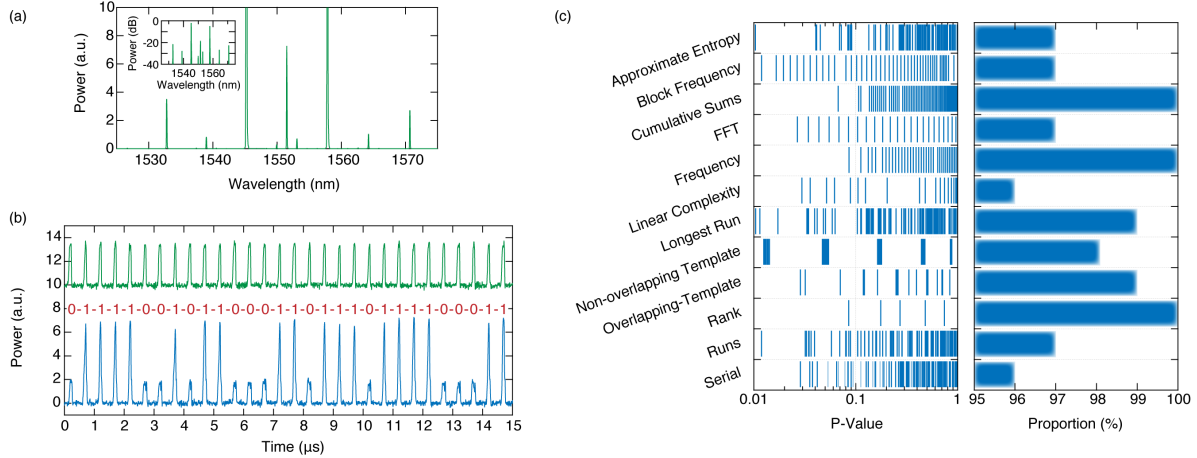 (a)
Power (a.u.)
10
8
6
4
2
0
1530
1540
1550
1560
1570
Wavelength (nm)
Power (dB)
0
-20
-40
1540
1560
Wavelength (nm)
(b)
Power (a.u.)
14
12
10
8
6
4
2
0
0-1-1-1-1-0-0-1-0-1-1-0-0-0-1-1-0-1-1-1-0-1-1-1-1-0-0-0-1-1
0 1 2 3 4 5 6 7 8 9 10 11 12 13 14 15
Time (μs)
(c)
Approximate Entropy
Block Frequency
Cumulative Sums
FFT
Frequency
Linear Complexity
Longest Run
Non-overlapping Template
Overlapping-Template
Rank
Runs
Serial
0.01 0.1 1
P-Value
95 96 97 98 99 100
Proportion (%)